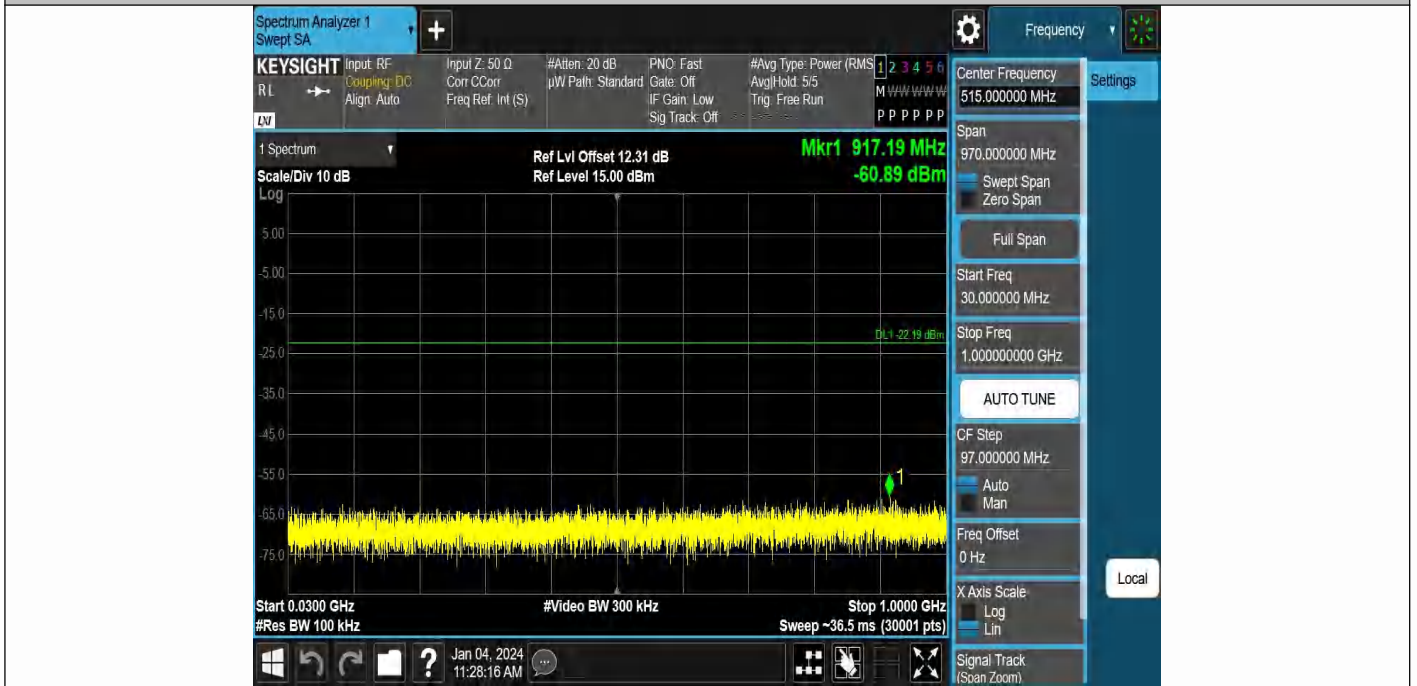 Spectrum Analyzer 1
Swept SA
+
Frequency
KEYSIGHT
RL
LXI
Input: RF
Coupling: DC
Align: Auto
Input Z: 50 Ω
Corr CCorr
Freq Ref: Int (S)
#Atten: 20 dB
µW Path: Standard
PNO: Fast
Gate: Off
IF Gain: Low
Sig Track: Off
#Avg Type: Power (RMS
Avg|Hold: 5/5
Trig: Free Run
1 2 3 4 5 6
M W W W W W
P P P P P P
Center Frequency
515.000000 MHz
Settings
Span
970.000000 MHz
Swept Span
Zero Span
Full Span
Start Freq
30.000000 MHz
Stop Freq
1.000000000 GHz
AUTO TUNE
CF Step
97.000000 MHz
Auto
Man
Freq Offset
0 Hz
X Axis Scale
Log
Lin
Signal Track
(Span Zoom)
Local
1 Spectrum
Scale/Div 10 dB
Ref Lvl Offset 12.31 dB
Ref Level 15.00 dBm
Mkr1 917.19 MHz
-60.89 dBm
Log
5.00
-5.00
-15.0
DL1 -22.19 dBm
-25.0
-35.0
-45.0
-55.0
1
-65.0
-75.0
Start 0.0300 GHz
#Res BW 100 kHz
#Video BW 300 kHz
Stop 1.0000 GHz
Sweep ~36.5 ms (30001 pts)
?
Jan 04, 2024
11:28:16 AM